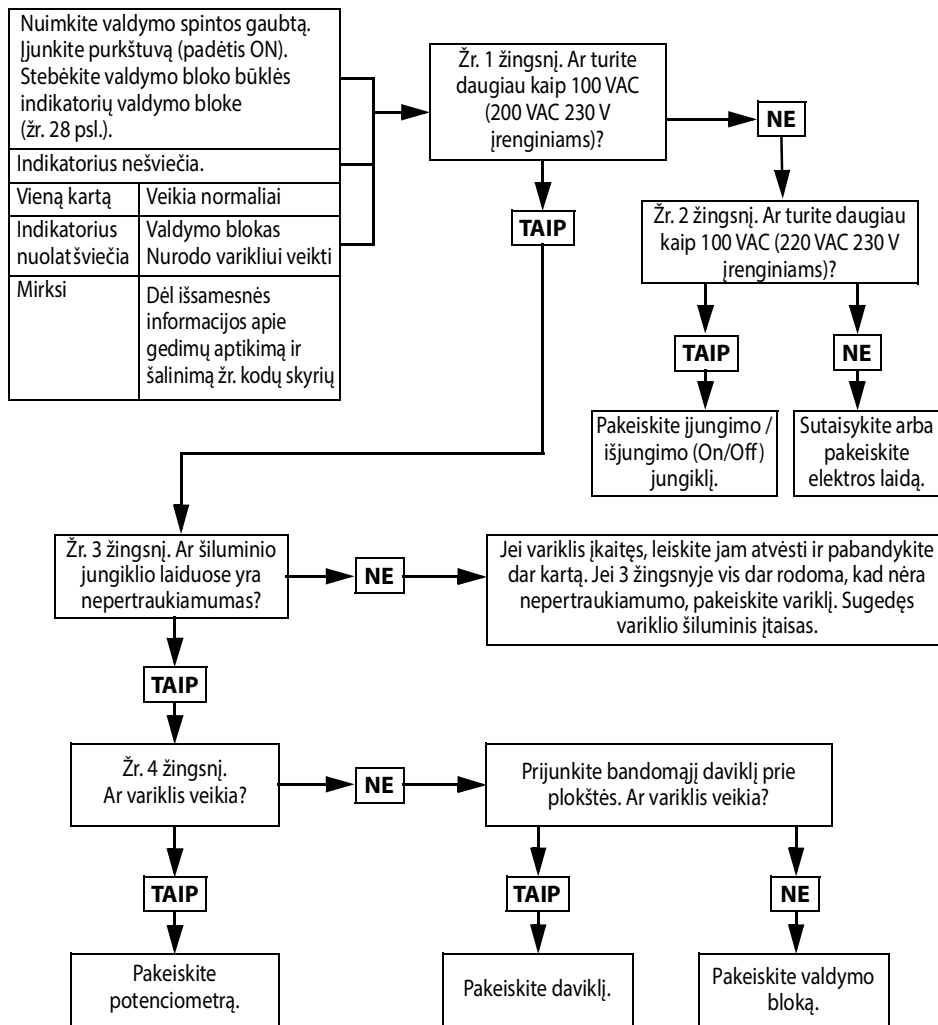 Nuimkite valdymo spintos gaubtą.
Įjunkite purkštuvą (padėtis ON).
Stebėkite valdymo bloko būklės
indikatorių valdymo bloke
(žr. 28 psl.).
Indikatorius nešviečia.
Vieną kartą
Veikia normaliai
Indikatorius
nuolatšviečia
Valdymo blokas
Nurodo varikliui veikti
Mirksi
Dėl išsamesnės
informacijos apie
gedimų aptikimą ir
šalinimą žr. kodų skyrių
Žr. 1 žingsnį. Ar turite
daugiau kaip 100 VAC
(200 VAC 230 V
įrenginiams)?
NE
TAIP
Žr. 2 žingsnį. Ar turite daugiau
kaip 100 VAC (220 VAC 230 V
įrenginiams)?
TAIP
NE
Pakeiskite įjungimo /
išjungimo (On/Off)
jungiklį.
Sutaisykite arba
pakeiskite
elektros laidą.
Žr. 3 žingsnį. Ar šiluminio
jungiklio laiduose yra
nepertraukiamumas?
NE
Jei variklis įkaitęs, leiskite jam atvėsti ir pabandykite
dar kartą. Jei 3 žingsnyje vis dar rodoma, kad nėra
nepertraukiamumo, pakeiskite variklį. Sugedęs
variklio šiluminis įtaisas.
TAIP
Žr. 4 žingsnį.
Ar variklis veikia?
NE
Prijunkite bandomąjį daviklį prie
plokštės. Ar variklis veikia?
TAIP
TAIP
NE
Pakeiskite
potenciometrą.
Pakeiskite daviklį.
Pakeiskite valdymo
bloką.